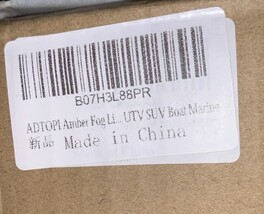 B07H3L88PR
ADTOPI Amber Fog Li... UTV SUV Boat Marine
新品 Made in China